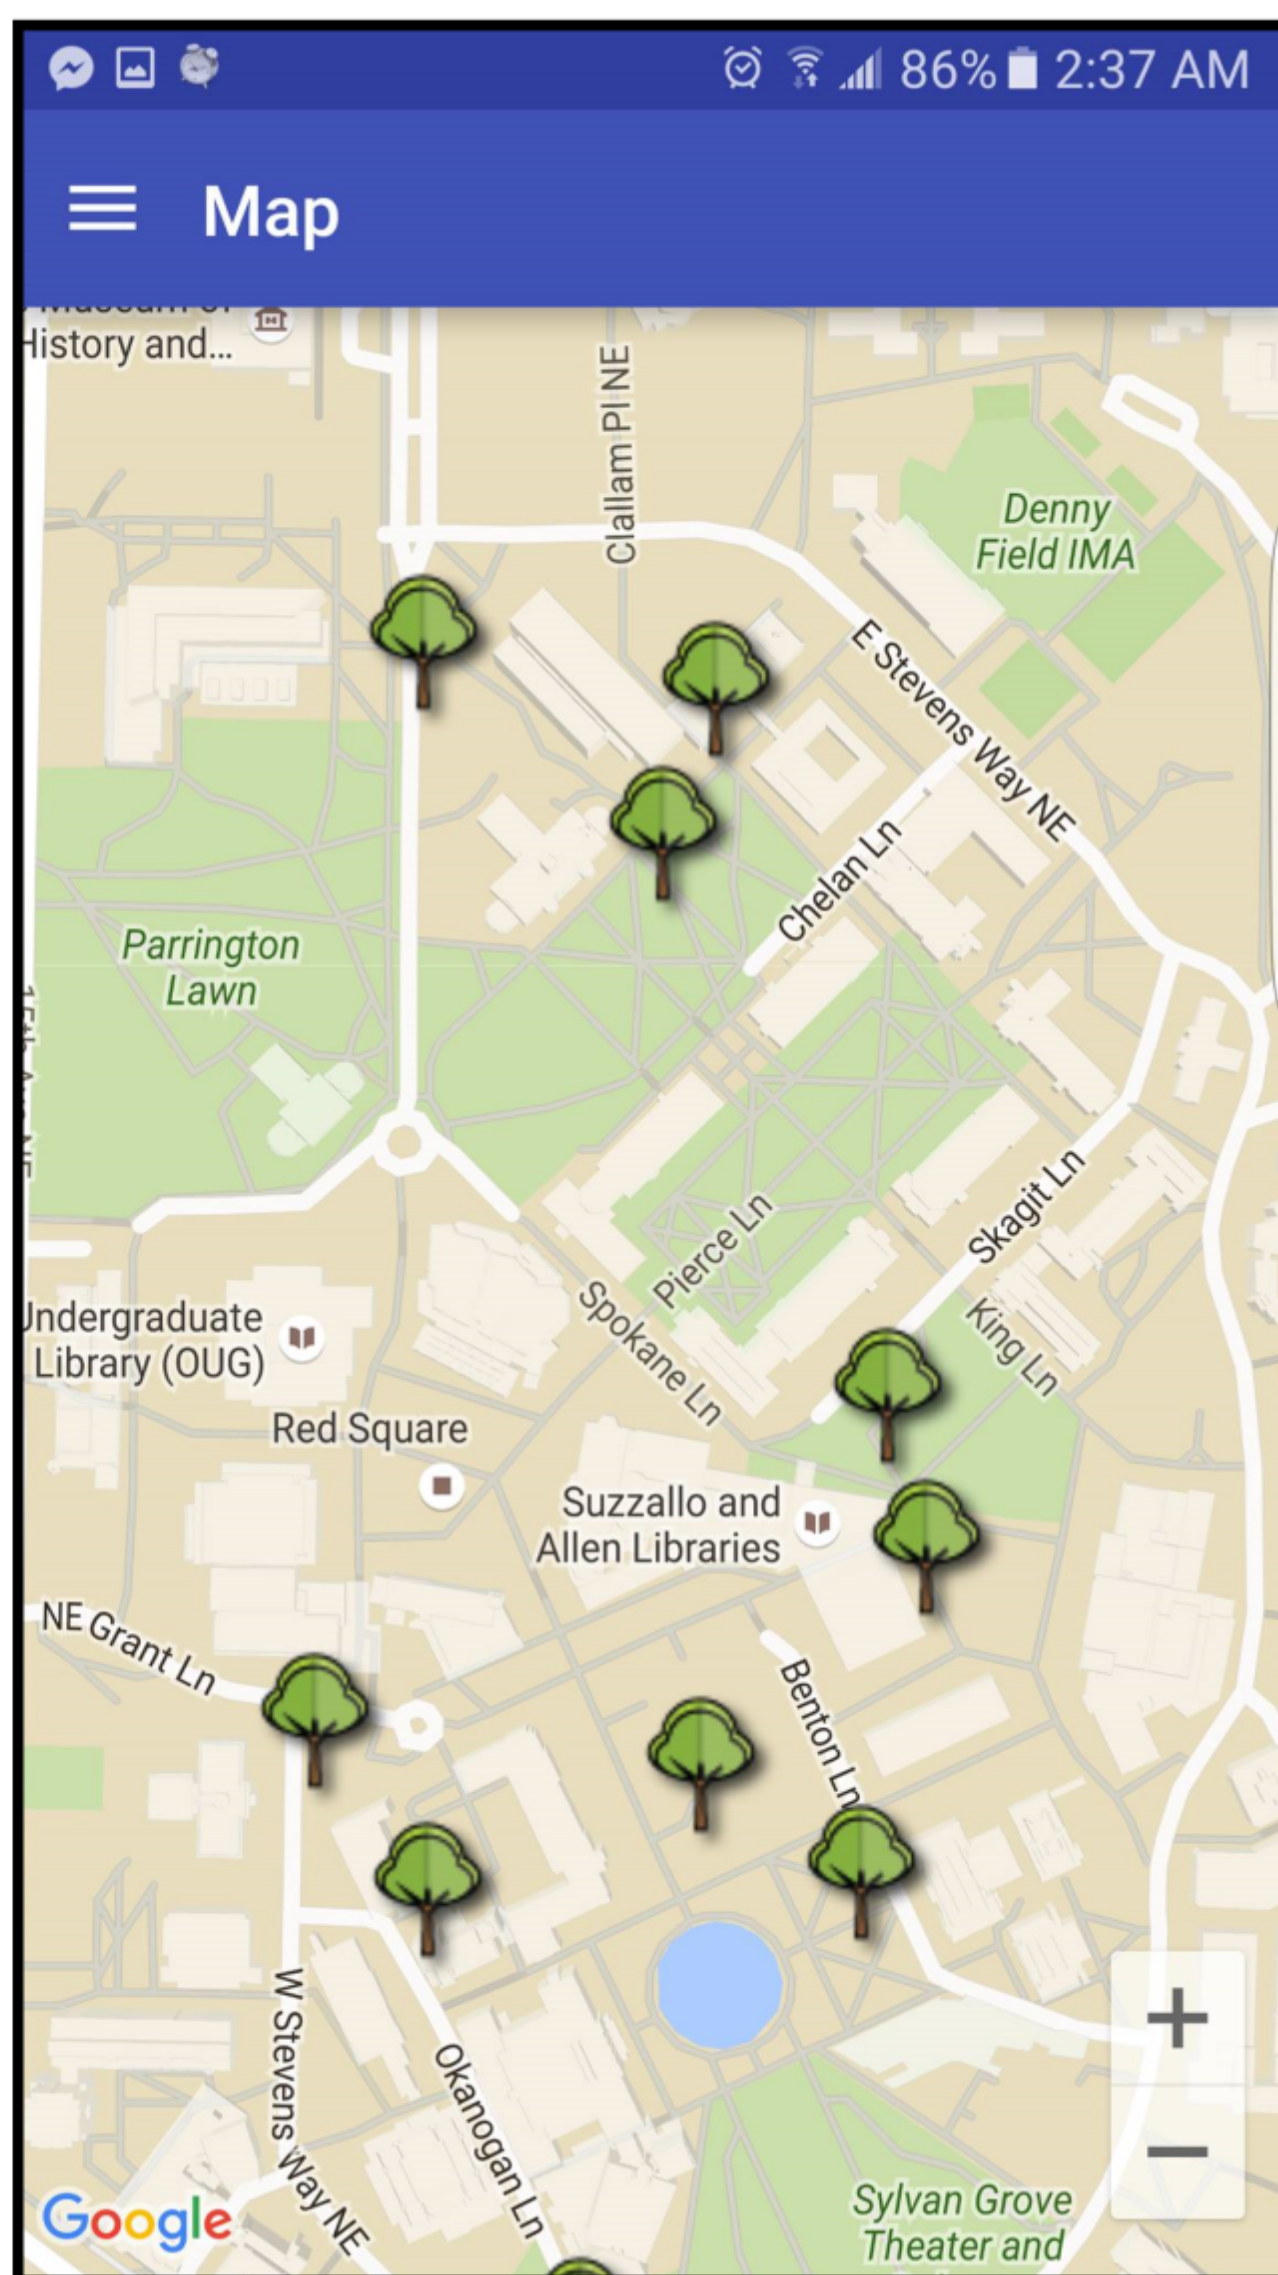 86% 2:37 AM
Map
History and...
Clallam Pl NE
Denny
Field IMA
E Stevens Way NE
Chelan Ln
Parrington
Lawn
Skagit Ln
Pierce Ln
King Ln
Spokane Ln
Undergraduate
Library (OUG)
Red Square
Suzzallo and
Allen Libraries
NE Grant Ln
Benton Ln
W Stevens Way NE
Okanogan Ln
+
−
Google
Sylvan Grove
Theater and